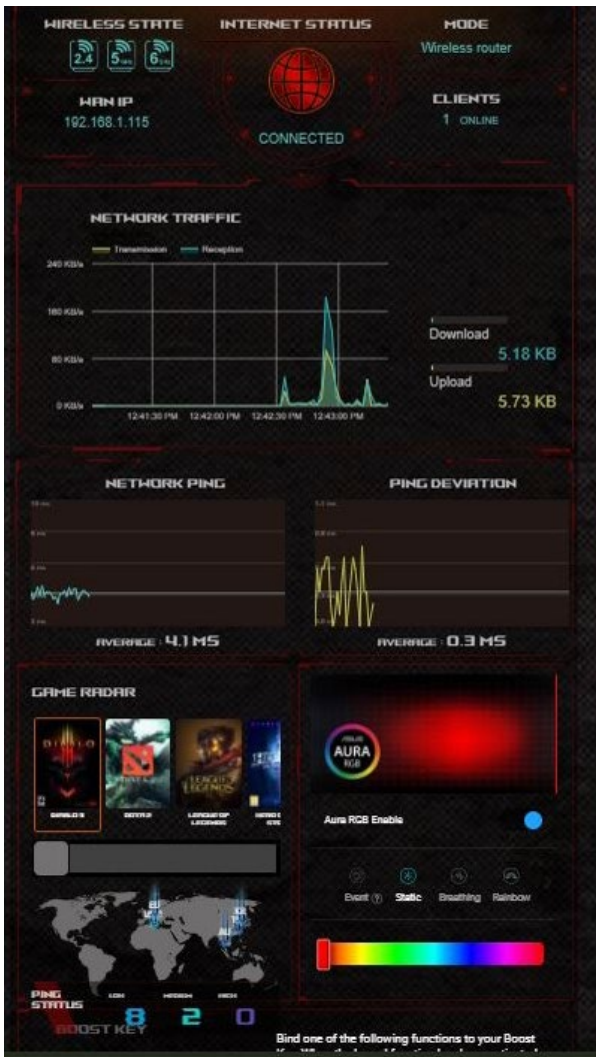 WIRELESS STATE
INTERNET STATUS
MODE
2.4
5 GHz
6 GHz
Wireless router
WAN IP
192.168.1.115
CONNECTED
CLIENTS
1 ONLINE
NETWORK TRAFFIC
Transmission Reception
240 KB/s
160 KB/s
80 KB/s
0 KB/s
12:41:30 PM 12:42:00 PM 12:42:30 PM 12:43:00 PM
Download
5.18 KB
Upload
5.73 KB
NETWORK PING
PING DEVIATION
10 ms
AVERAGE : 4.1 MS
AVERAGE : 0.3 MS
GAME RADAR
DIABLO
DIABLO 3
DOTA 2
LEAGUE OF LEGENDS
LEAGUE OF
LEGENDS
ASUS
AURA
RGB
Aura RGB Enable
Event ? Static Breathing Rainbow
PING
STATUS
LOW MEDIUM HIGH
8 2 0
BOOST KEY
Bind one of the following functions to your Boost